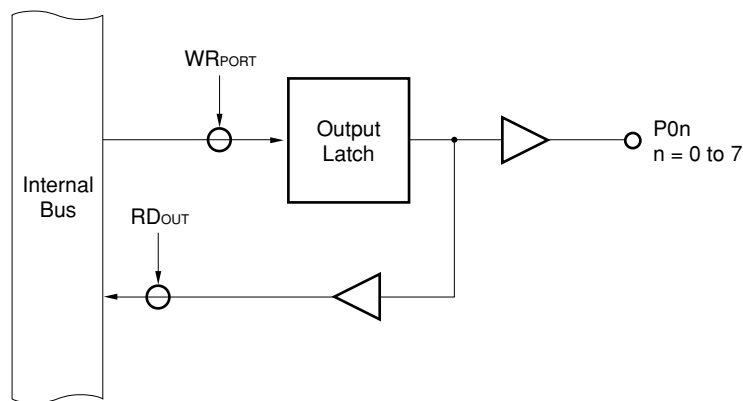 WRPORT
Output
Latch
P0n
n = 0 to 7
Internal
Bus
RDOUT